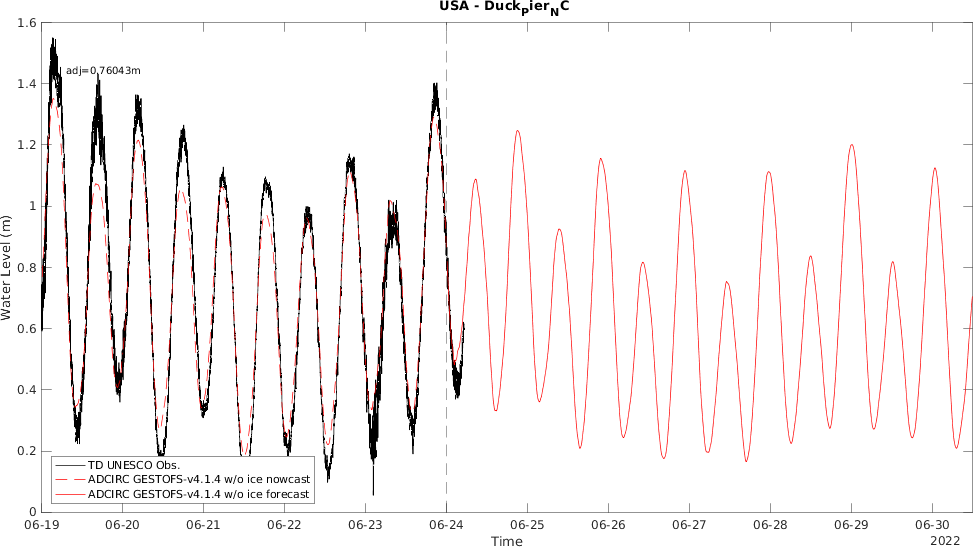 USA - Duck_Pier_NC
1.6
adj=0.76043m
1.4
1.2
1
0.8
0.6
0.4
0.2
0
Water Level (m)
TD UNESCO Obs.
ADCIRC GESTOFS-v4.1.4 w/o ice nowcast
ADCIRC GESTOFS-v4.1.4 w/o ice forecast
06-19 06-20 06-21 06-22 06-23 06-24 06-25 06-26 06-27 06-28 06-29 06-30
Time
2022